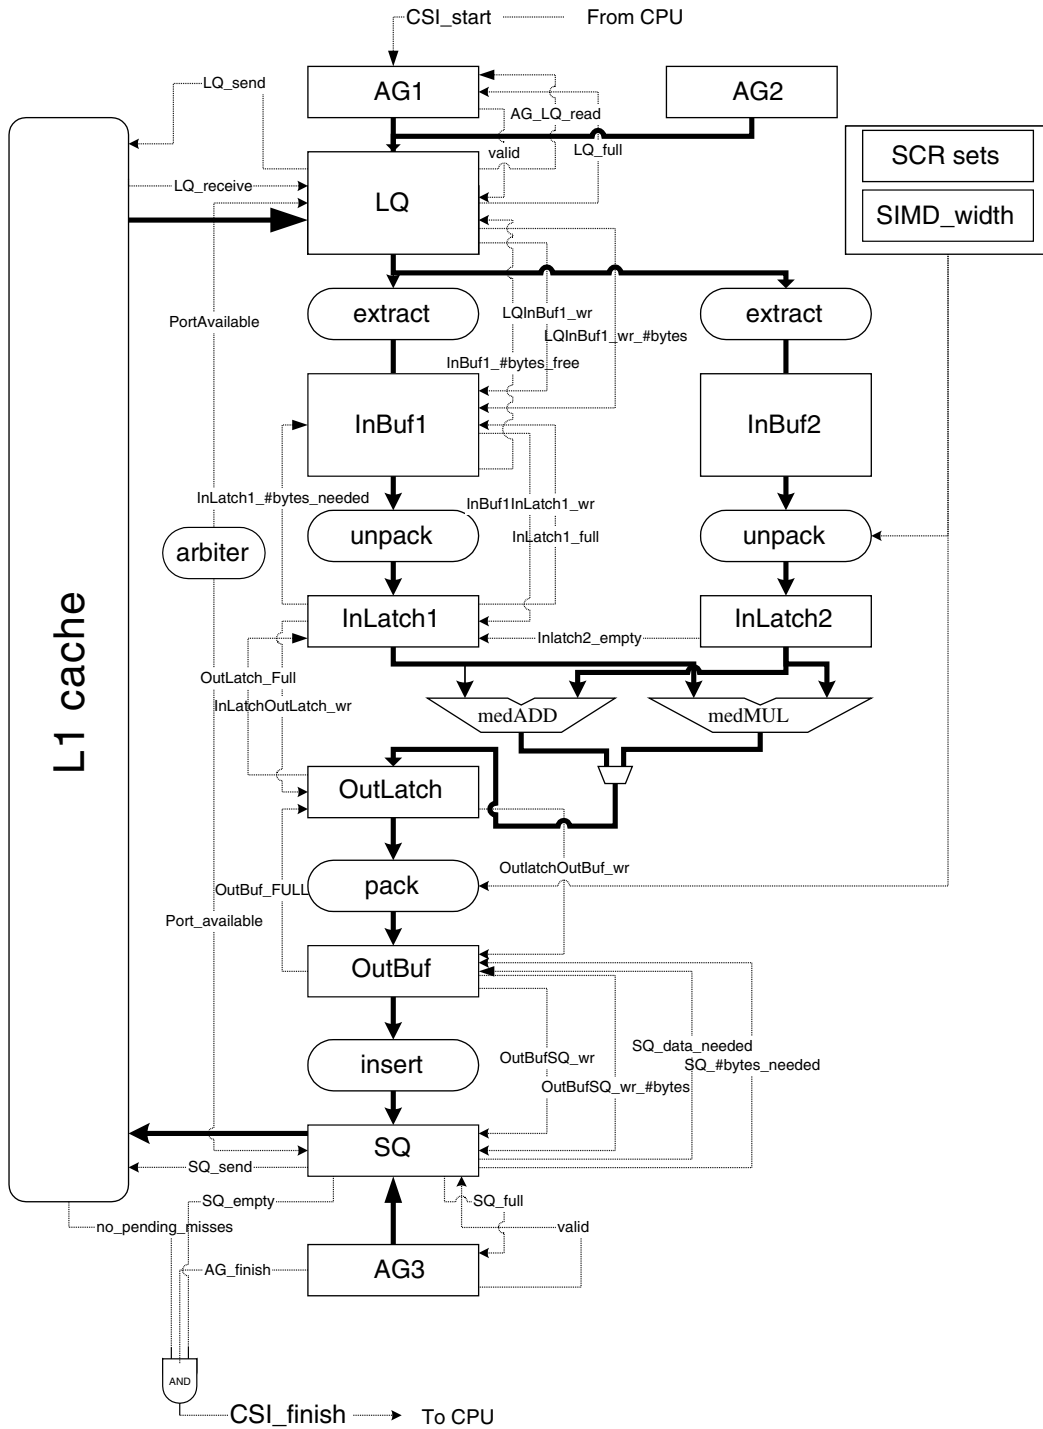 CSI_start
From CPU
LQ_send
AG1
AG2
AG_LQ_read
valid
LQ_full
SCR sets
LQ_receive
LQ
SIMD_width
PortAvailable
extract
LQInBuf1_wr
extract
LQInBuf1_wr_#bytes
InBuf1_#bytes_free
InBuf1
InBuf2
InLatch1_#bytes_needed
InBuf1InLatch1_wr
unpack
InLatch1_full
unpack
arbiter
L1 cache
InLatch1
InLatch2
Inlatch2_empty
OutLatch_Full
InLatchOutLatch_wr
medADD
medMUL
OutLatch
OutlatchOutBuf_wr
OutBuf_FULL
pack
Port_available
OutBuf
SQ_data_needed
OutBufSQ_wr
insert
SQ_#bytes_needed
OutBufSQ_wr_#bytes
SQ
SQ_send
SQ_empty
SQ_full
no_pending_misses
valid
AG_finish
AG3
AND
CSI_finish
To CPU